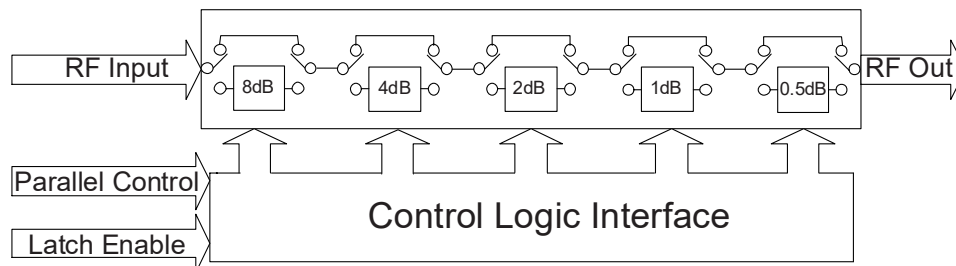 RF Input
8dB
4dB
2dB
1dB
0.5dB
RF Out
Parallel Control
Control Logic Interface
Latch Enable